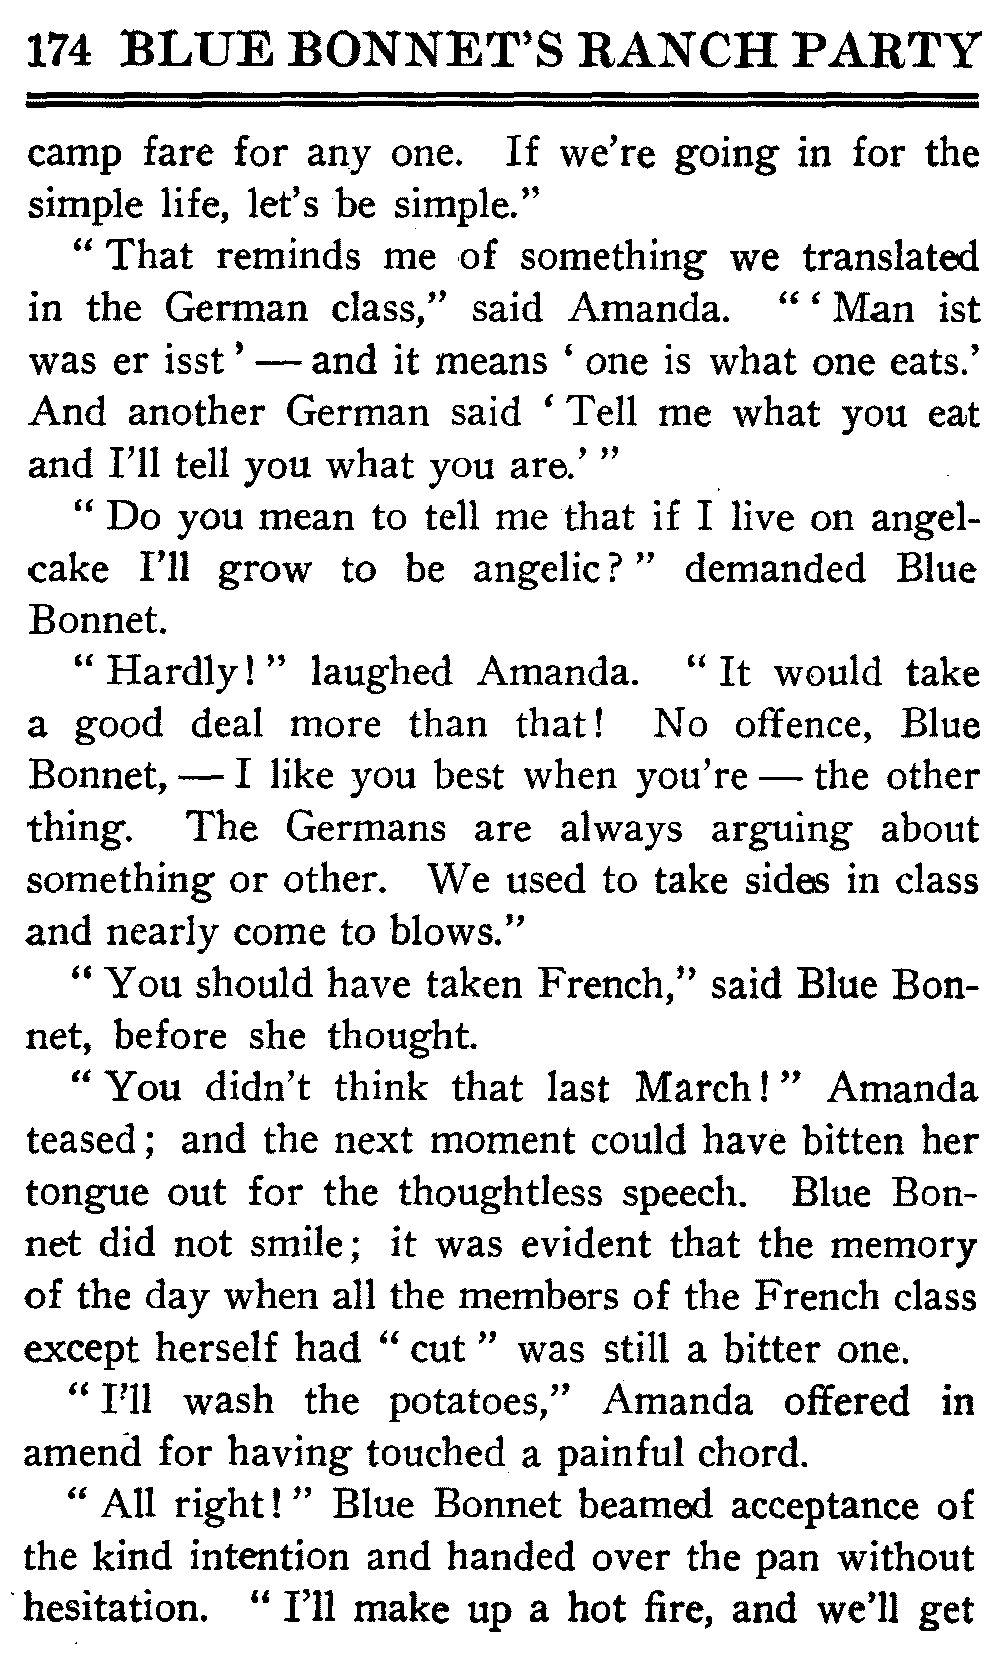 174 BLUE BONNET'S RANCH PARTY
camp fare for any one. If we're going in for the
simple life, let's be simple."
" That reminds me of something we translated
in the German class," said Amanda. " ' Man ist
was er isst ' — and it means ' one is what one eats.'
And another German said ' Tell me what you eat
and I'll tell you what you are.' "
" Do you mean to tell me that if I live on angel-
cake I'll grow to be angelic? " demanded Blue
Bonnet.
" Hardly! " laughed Amanda. " It would take
a good deal more than that! No offence, Blue
Bonnet, — I like you best when you're — the other
thing. The Germans are always arguing about
something or other. We used to take sides in class
and nearly come to blows."
" You should have taken French," said Blue Bon-
net, before she thought.
" You didn't think that last March! " Amanda
teased; and the next moment could have bitten her
tongue out for the thoughtless speech. Blue Bon-
net did not smile; it was evident that the memory
of the day when all the members of the French class
except herself had " cut " was still a bitter one.
" I'll wash the potatoes," Amanda offered in
amend for having touched a painful chord.
" All right! " Blue Bonnet beamed acceptance of
the kind intention and handed over the pan without
hesitation. " I'll make up a hot fire, and we'll get